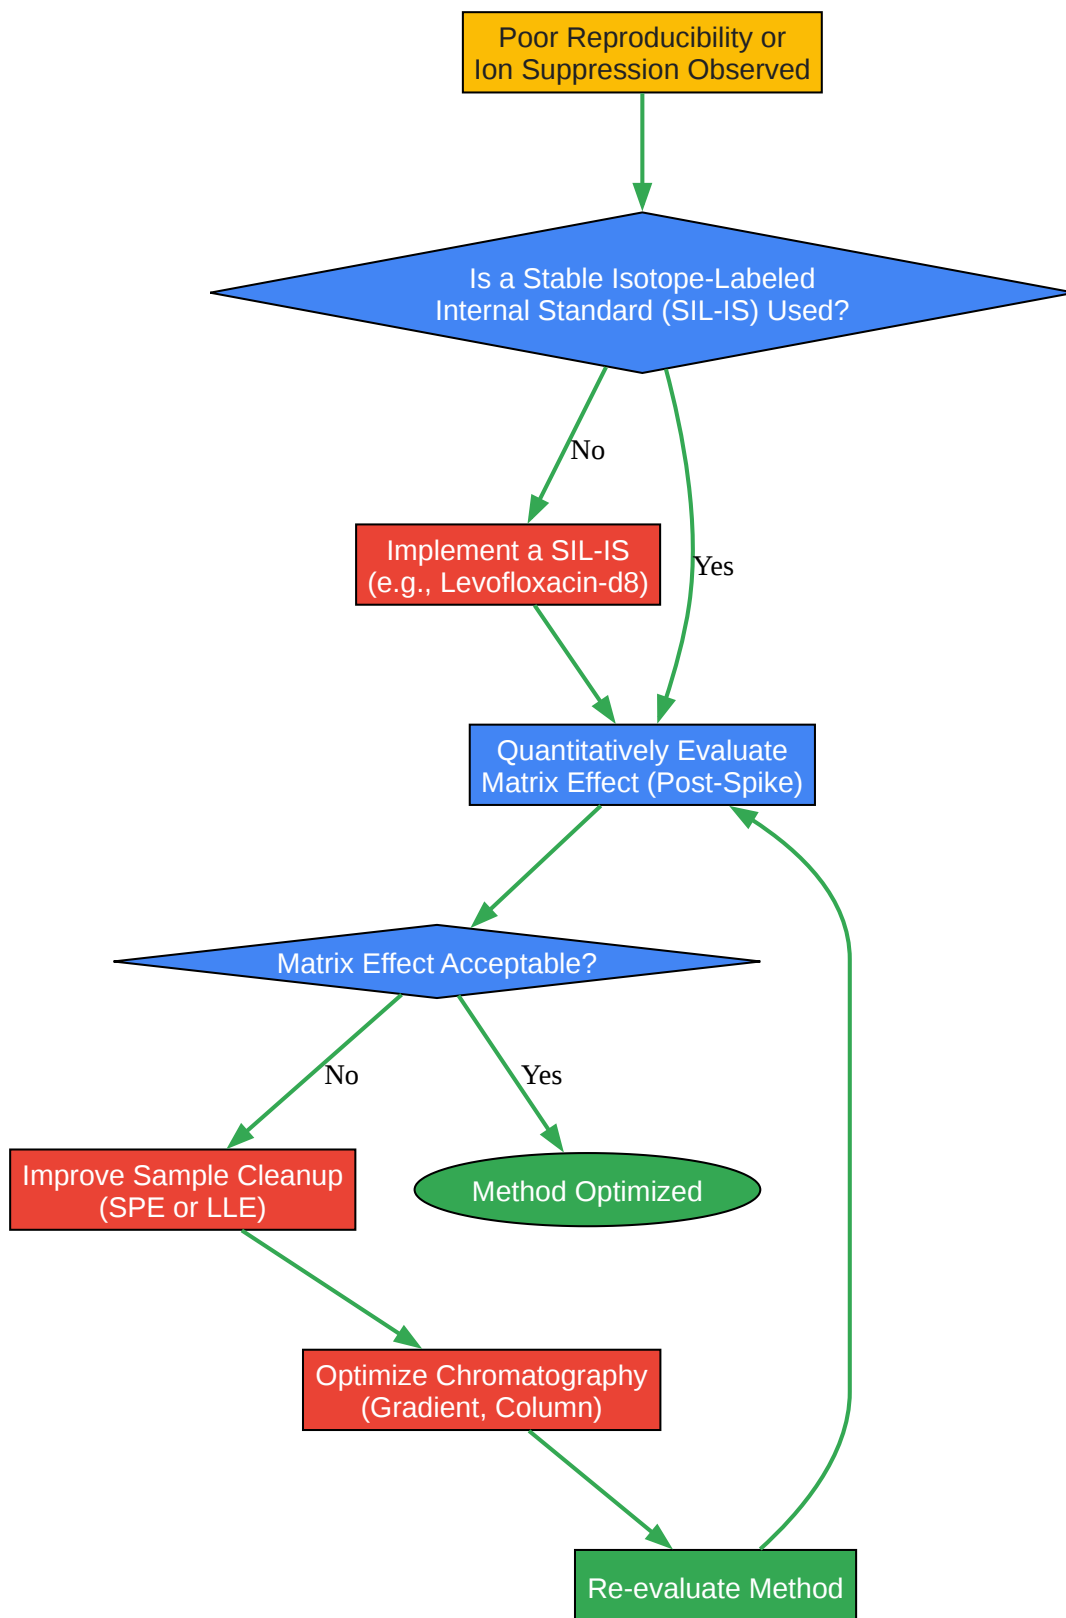 Poor Reproducibility or
Ion Suppression Observed
Is a Stable Isotope-Labeled
Internal Standard (SIL-IS) Used?
No
Implement a SIL-IS
(e.g., Levofloxacin-d8)
Yes
Quantitatively Evaluate
Matrix Effect (Post-Spike)
Matrix Effect Acceptable?
No
Yes
Improve Sample Cleanup
(SPE or LLE)
Method Optimized
Optimize Chromatography
(Gradient, Column)
Re-evaluate Method